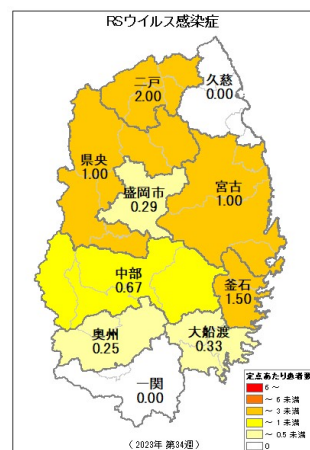 RSウイルス感染症
二戸
2.00
久慈
0.00
県央
1.00
盛岡市
0.29
宮古
1.00
中部
0.67
釜石
1.50
奥州
0.25
大船渡
0.33
一関
0.00
定点あたり患者数
6 ～
～ 6 未満
～ 3 未満
～ 1 未満
～ 0.5 未満
0
( 2023年 第34週 )